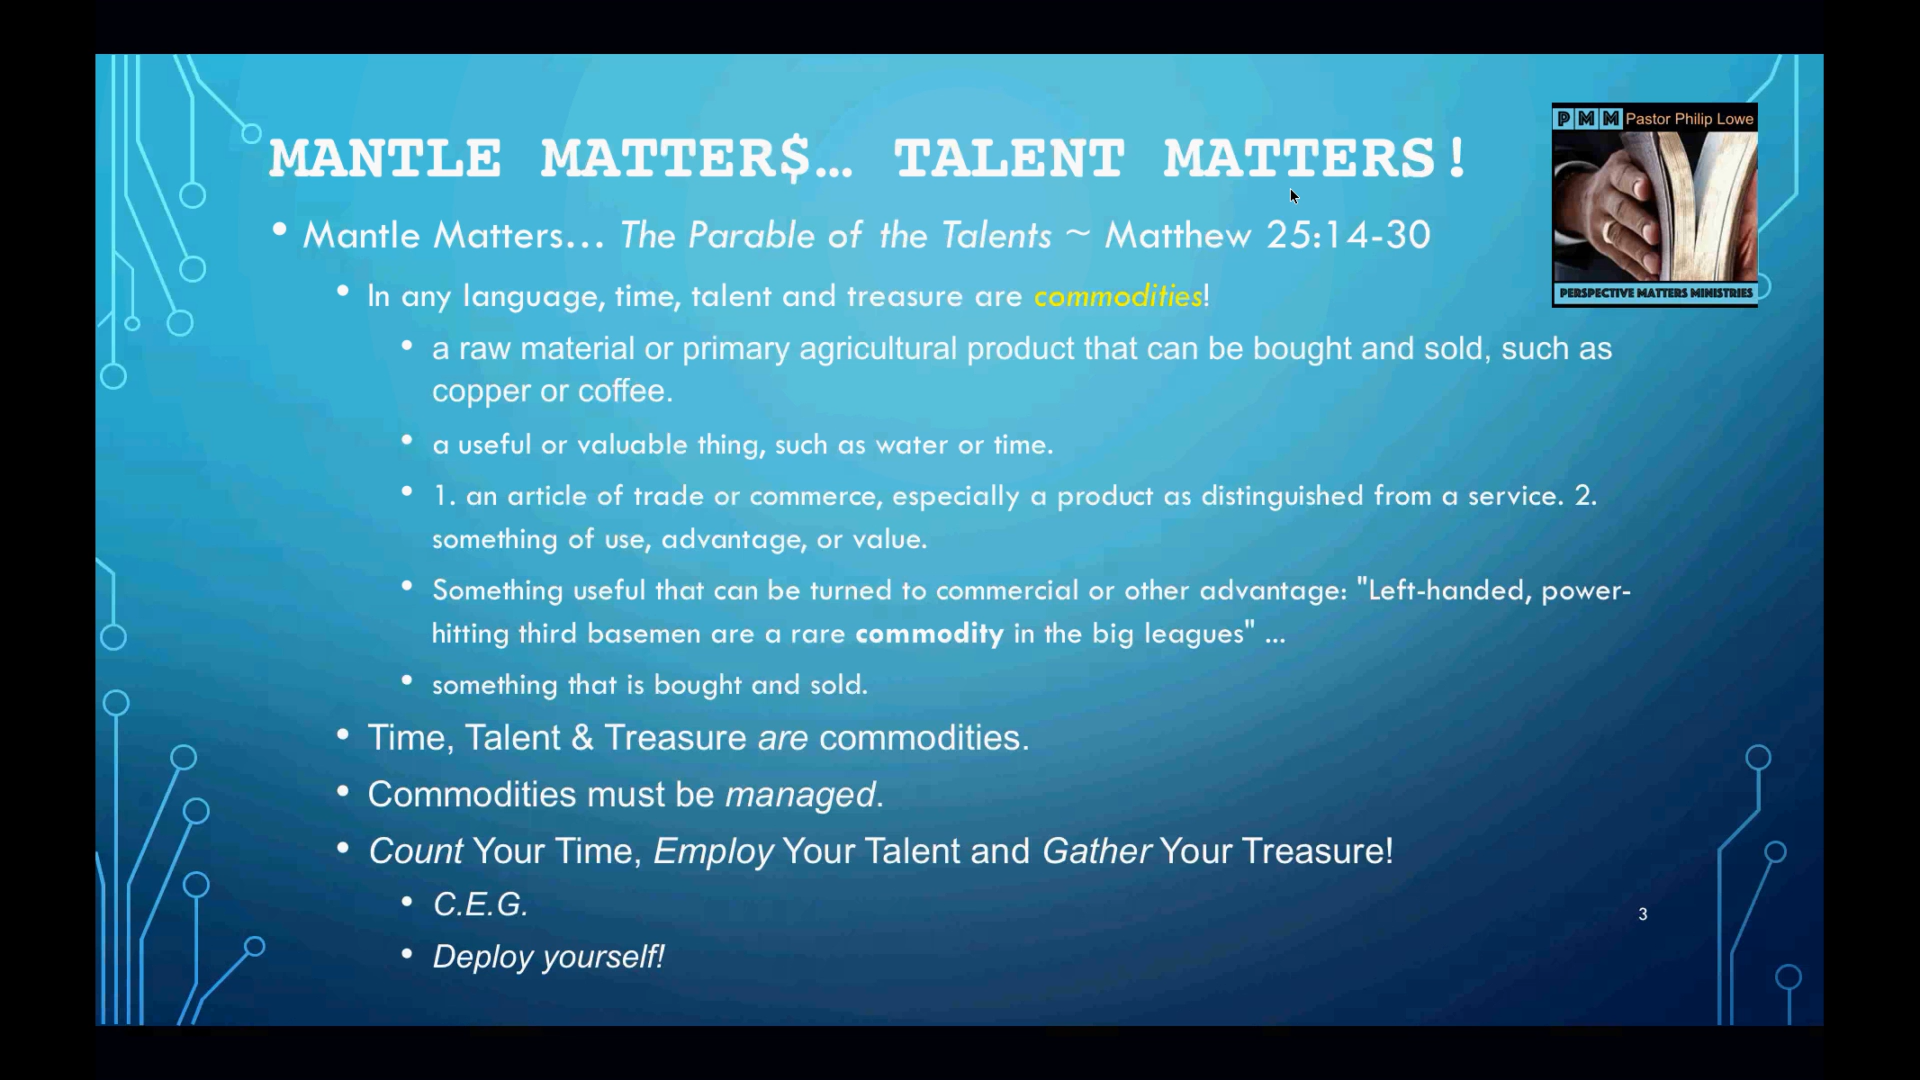 MANTLE MATTER$... TALENT MATTERS!
P M M Pastor Philip Lowe
PERSPECTIVE MATTERS MINISTRIES
• Mantle Matters... The Parable of the Talents ~ Matthew 25:14-30
• In any language, time, talent and treasure are commodities!
• a raw material or primary agricultural product that can be bought and sold, such as
copper or coffee.
• a useful or valuable thing, such as water or time.
• 1. an article of trade or commerce, especially a product as distinguished from a service. 2.
something of use, advantage, or value.
• Something useful that can be turned to commercial or other advantage: "Left-handed, power-
hitting third basemen are a rare commodity in the big leagues" ...
• something that is bought and sold.
• Time, Talent & Treasure are commodities.
• Commodities must be managed.
• Count Your Time, Employ Your Talent and Gather Your Treasure!
• C.E.G.
• Deploy yourself!
3